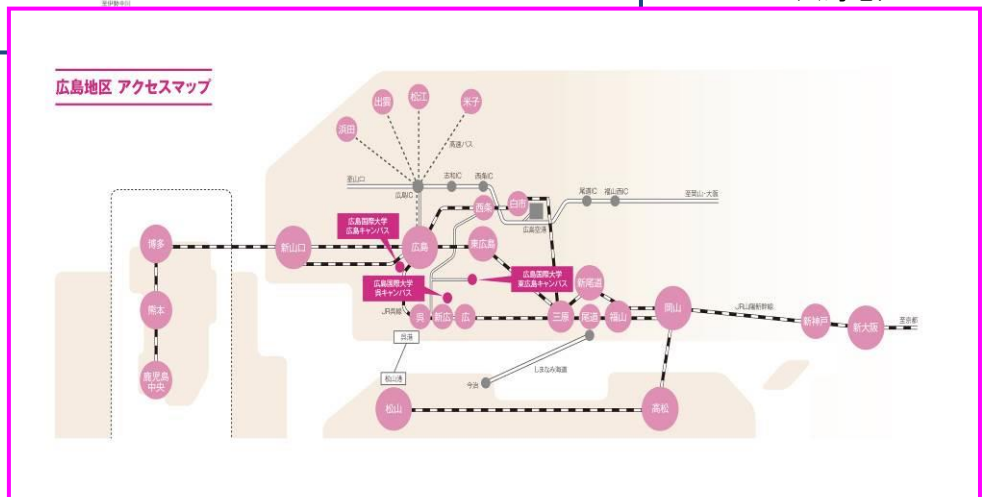 至伊勢中川
広島地区 アクセスマップ
出雲
松江
米子
浜田
高速バス
至山口
広島IC
志和IC
西条IC
尾道IC
福山西IC
至岡山・大阪
西条
白市
広島空港
広島国際大学
広島キャンパス
博多
新山口
広島
東広島
広島国際大学
呉キャンパス
広島国際大学
東広島キャンパス
新尾道
熊本
JR呉線
呉
新広
広
三原
尾道
福山
岡山
JR山陽新幹線
新神戸
新大阪
至京都
呉港
鹿児島
中央
松山港
今治
しまなみ海道
松山
高松